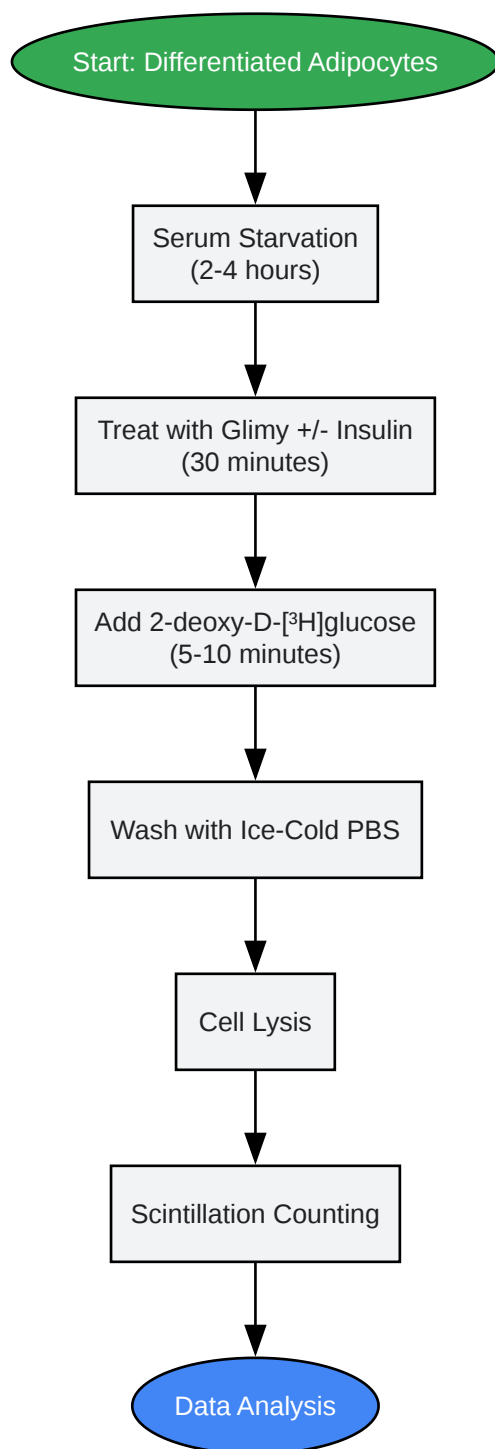 Start: Differentiated Adipocytes
Serum Starvation
(2-4 hours)
Treat with Glimy +/- Insulin
(30 minutes)
Add 2-deoxy-D-[³H]glucose
(5-10 minutes)
Wash with Ice-Cold PBS
Cell Lysis
Scintillation Counting
Data Analysis